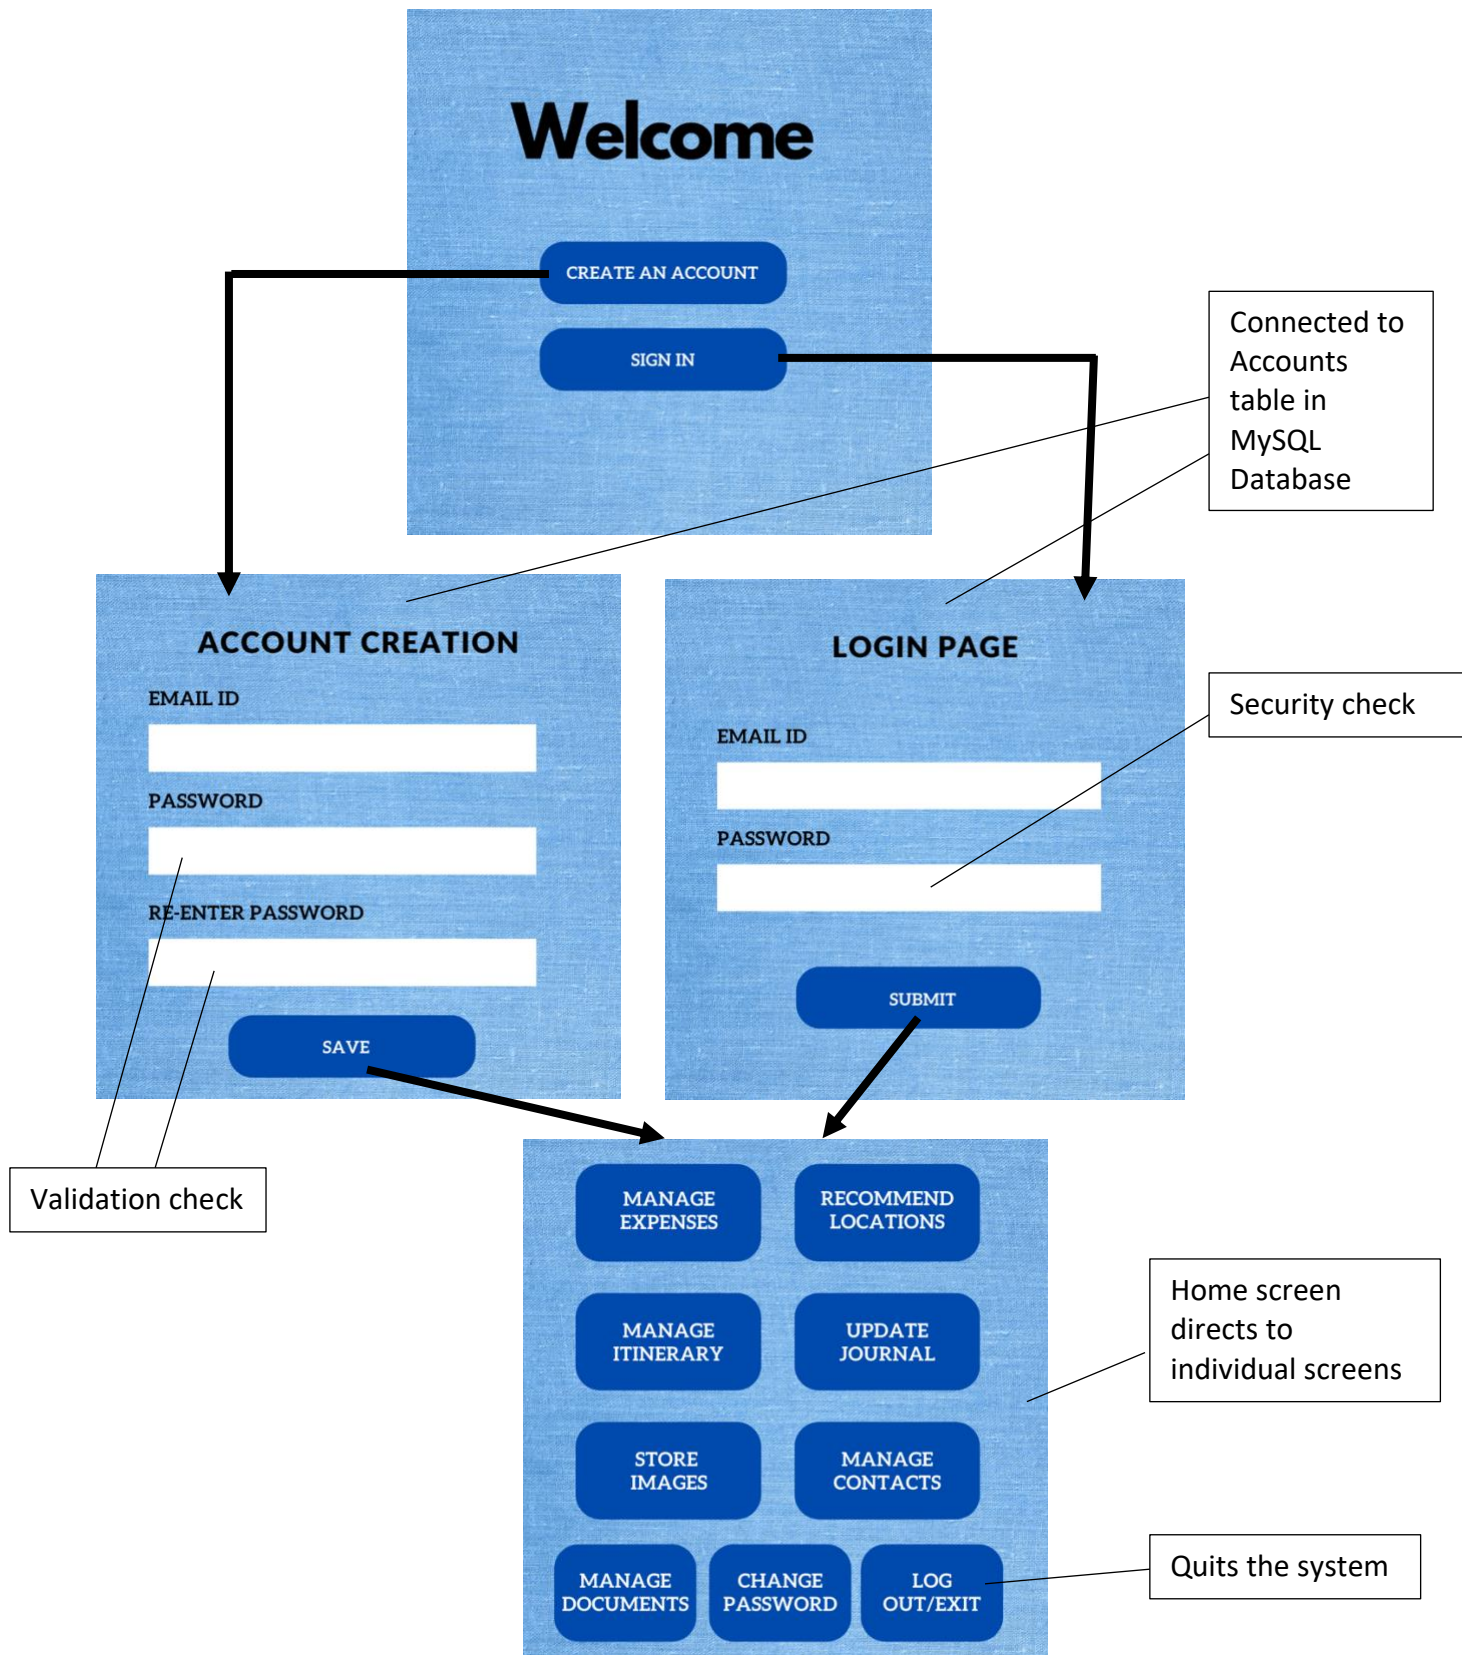 Welcome
CREATE AN ACCOUNT
SIGN IN
Connected to
Accounts
table in
MySQL
Database
ACCOUNT CREATION
EMAIL ID
PASSWORD
RE-ENTER PASSWORD
SAVE
LOGIN PAGE
EMAIL ID
PASSWORD
SUBMIT
Security check
Validation check
MANAGE
EXPENSES
RECOMMEND
LOCATIONS
MANAGE
ITINERARY
UPDATE
JOURNAL
STORE
IMAGES
MANAGE
CONTACTS
MANAGE
DOCUMENTS
CHANGE
PASSWORD
LOG
OUT/EXIT
Home screen
directs to
individual screens
Quits the system